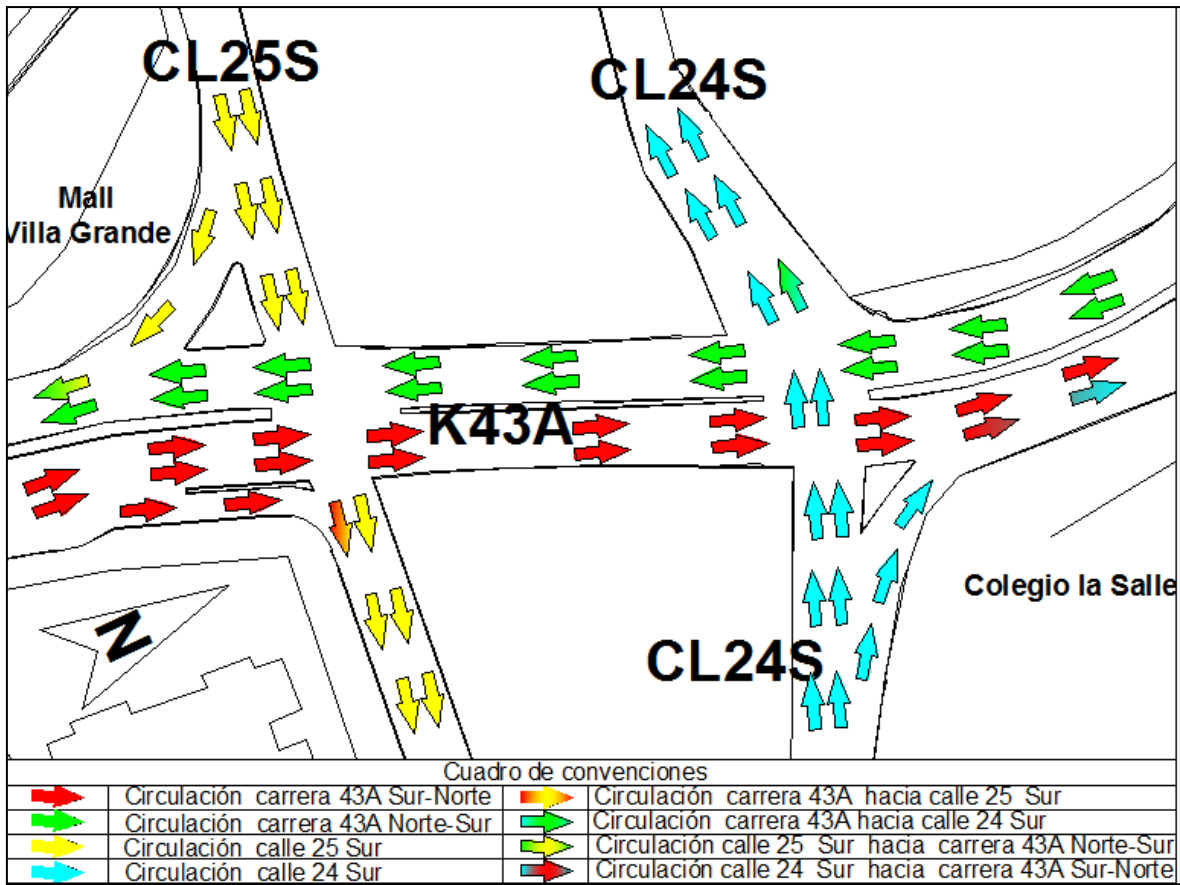 CL25S
CL24S
Mall
Villa Grande
K43A
Colegio la Salle
N
CL24S
Cuadro de convenciones
Circulación carrera 43A Sur-Norte
Circulación carrera 43A hacia calle 25 Sur
Circulación carrera 43A Norte-Sur
Circulación carrera 43A hacia calle 24 Sur
Circulación calle 25 Sur
Circulación calle 25 Sur hacia carrera 43A Norte-Sur
Circulación calle 24 Sur
Circulación calle 24 Sur hacia carrera 43A Sur-Norte